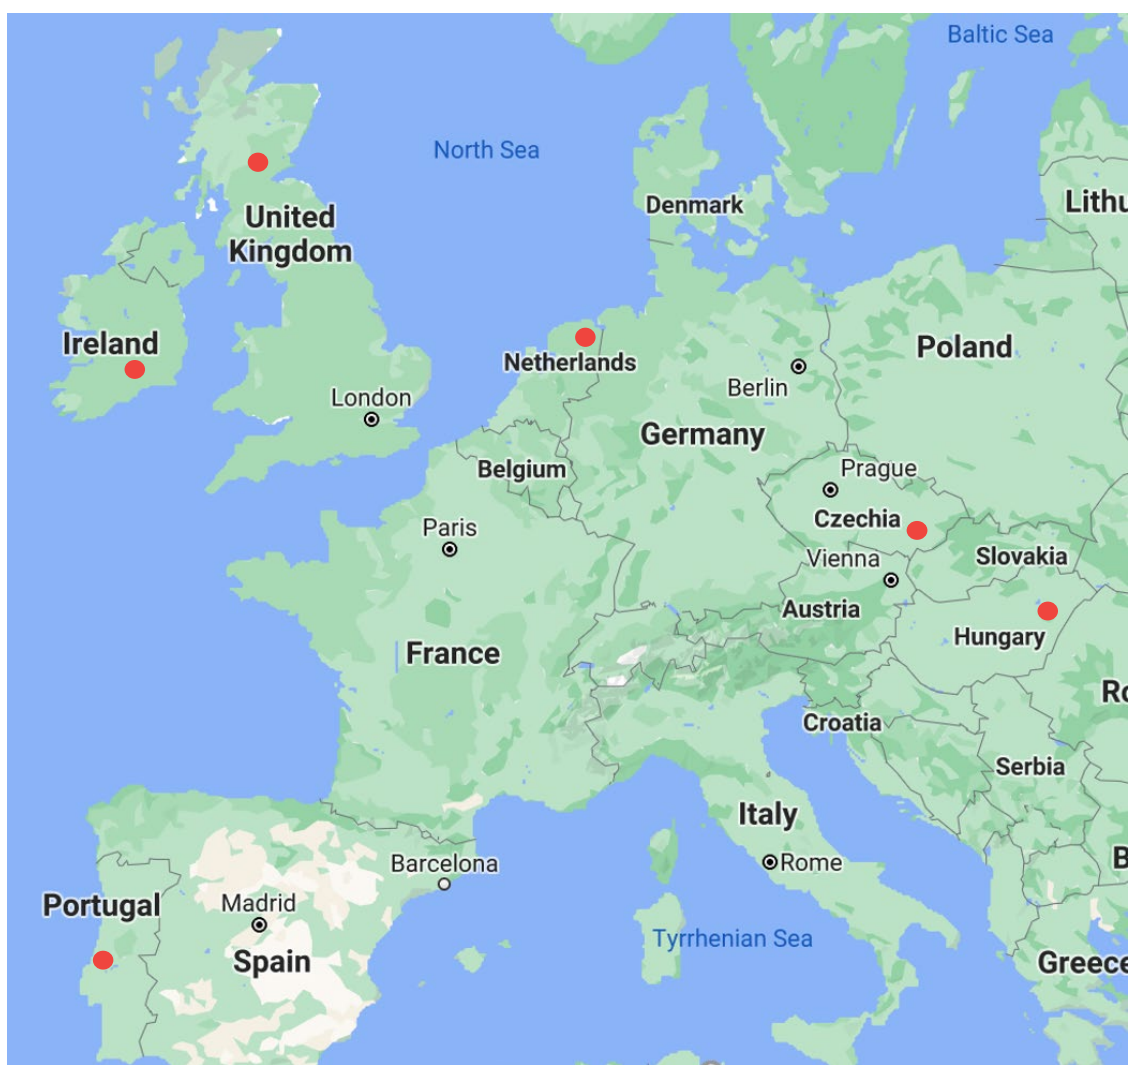 Baltic Sea
North Sea
Lithu
Denmark
United
Kingdom
Ireland
Poland
Netherlands
Berlin
London
Germany
Belgium
Prague
Czechia
Paris
Vienna
Slovakia
Austria
Hungary
France
Ro
Croatia
Serbia
Italy
Barcelona
Rome
B
Portugal
Madrid
Spain
Tyrrhenian Sea
Greece